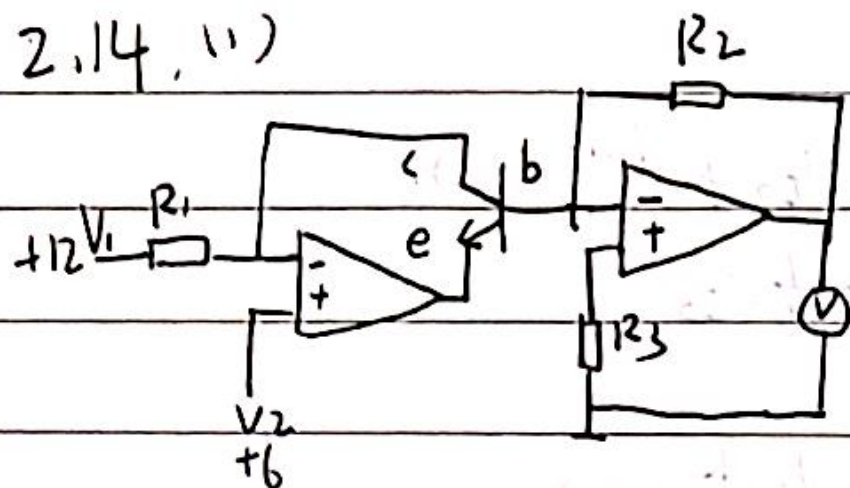 2.14.(1)
R2
c
b
+12 V1
R1
e
-
+
-
+
R3
V
V2
+6